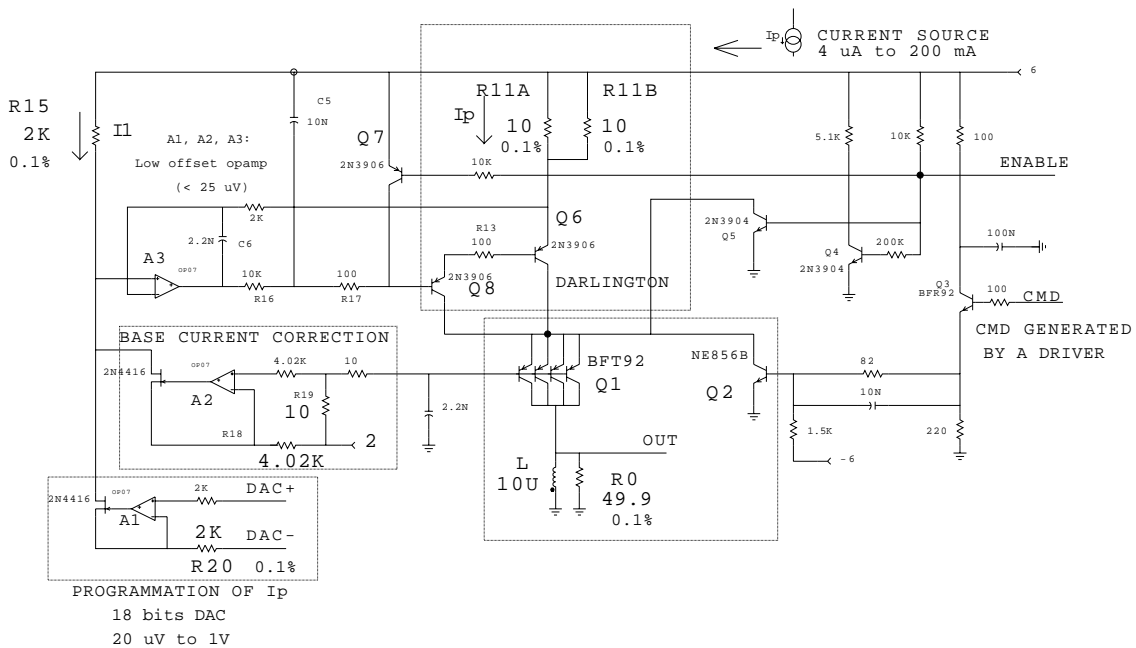 Ip
CURRENT SOURCE
4 uA to 200 mA
6
R15
2K
0.1%
I1
C5
10N
A1, A2, A3:
Low offset opamp
(< 25 uV)
Q7
2N3906
R11A
R11B
Ip
10
0.1%
10
0.1%
10K
5.1K
10K
100
ENABLE
2K
2.2N
C6
Q6
R13
100
2N3906
2N3904
Q5
Q4
2N3904
200K
100N
A3
OP07
10K
R16
100
R17
2N3906
Q8
DARLINGTON
Q3
BFR92
100
CMD
CMD GENERATED
BY A DRIVER
BASE CURRENT CORRECTION
2N4416
OP07
A2
4.02K
10
R19
10
R18
4.02K
2
2.2N
BFT92
Q1
NE856B
Q2
82
10N
1.5K
220
-6
OUT
L
10U
R0
49.9
0.1%
2N4416
OP07
A1
2K
DAC+
2K
DAC-
R20
0.1%
PROGRAMMATION OF Ip
18 bits DAC
20 uV to 1V